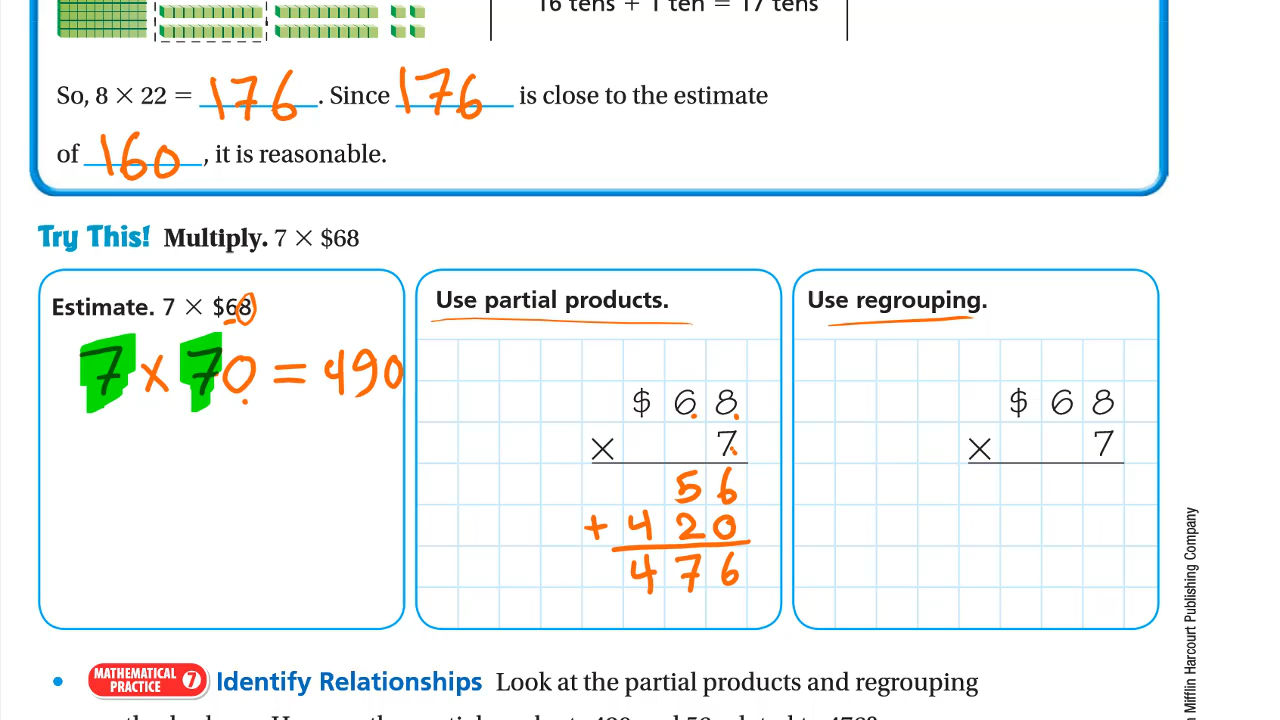 16 tens + 1 ten = 17 tens
So, 8 × 22 = 176. Since 176 is close to the estimate
of 160, it is reasonable.
Try This! Multiply. 7 × $68
Estimate. 7 × $68
7 × 70 = 490
Use partial products.
$ 6 8
× 7
5 6
+ 4 2 0
4 7 6
Use regrouping.
$ 6 8
× 7
• MATHEMATICAL PRACTICE 7 Identify Relationships Look at the partial products and regrouping
n Mifflin Harcourt Publishing Company